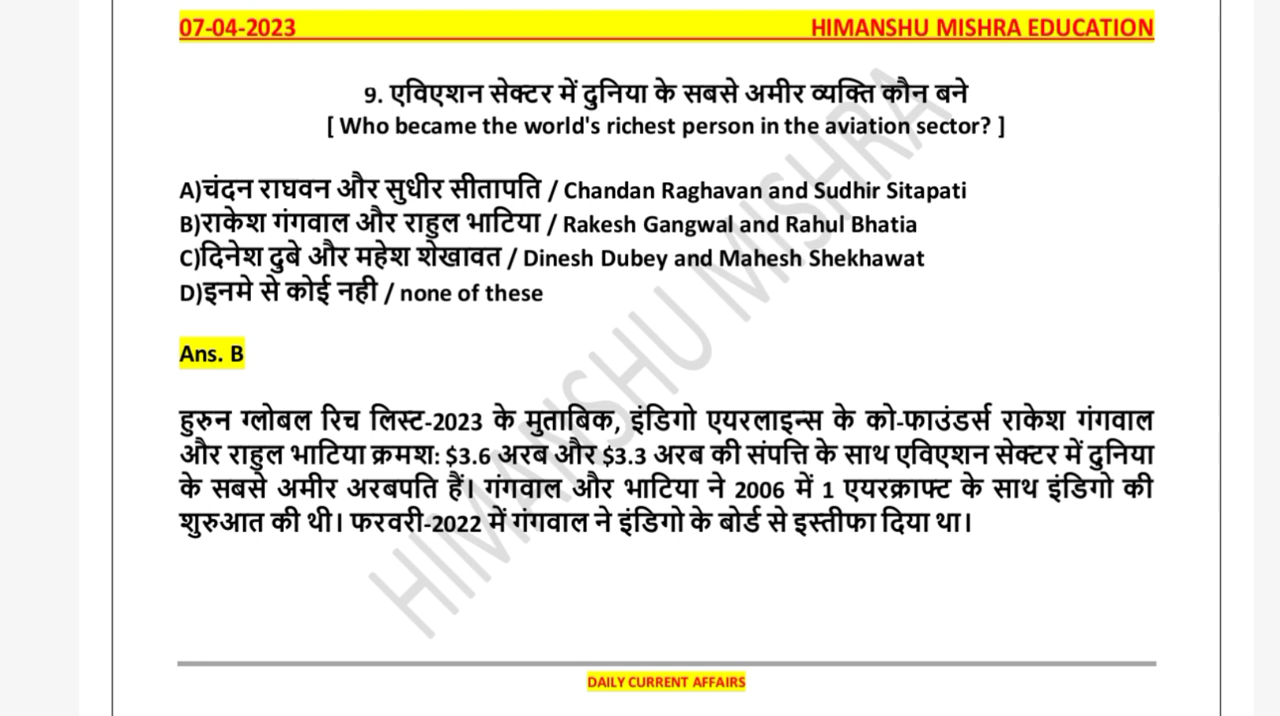 07-04-2023 HIMANSHU MISHRA EDUCATION
9. एविएशन सेक्टर में दुनिया के सबसे अमीर व्यक्ति कौन बने
[ Who became the world's richest person in the aviation sector? ]
A)चंदन राघवन और सुधीर सीतापति / Chandan Raghavan and Sudhir Sitapati
B)राकेश गंगवाल और राहुल भाटिया / Rakesh Gangwal and Rahul Bhatia
C)दिनेश दुबे और महेश शेखावत / Dinesh Dubey and Mahesh Shekhawat
D)इनमे से कोई नही / none of these
Ans. B
हुरुन ग्लोबल रिच लिस्ट-2023 के मुताबिक, इंडिगो एयरलाइन्स के को-फाउंडर्स राकेश गंगवाल
और राहुल भाटिया क्रमश: $3.6 अरब और $3.3 अरब की संपत्ति के साथ एविएशन सेक्टर में दुनिया
के सबसे अमीर अरबपति हैं। गंगवाल और भाटिया ने 2006 में 1 एयरक्राफ्ट के साथ इंडिगो की
शुरुआत की थी। फरवरी-2022 में गंगवाल ने इंडिगो के बोर्ड से इस्तीफा दिया था।
HIMANSHU MISHRA
DAILY CURRENT AFFAIRS